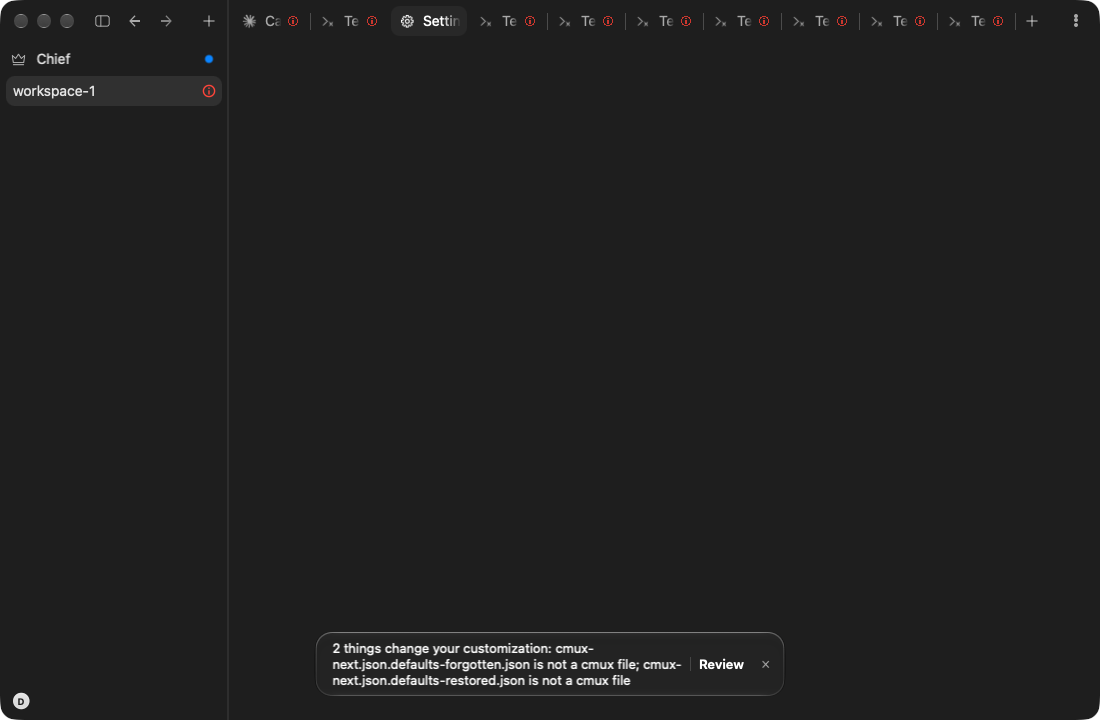 Ca
Te
Settin
Te
Te
Te
Te
Te
Te
Te
Chief
workspace-1
2 things change your customization: cmux-
next.json.defaults-forgotten.json is not a cmux file; cmux-
next.json.defaults-restored.json is not a cmux file
Review
D